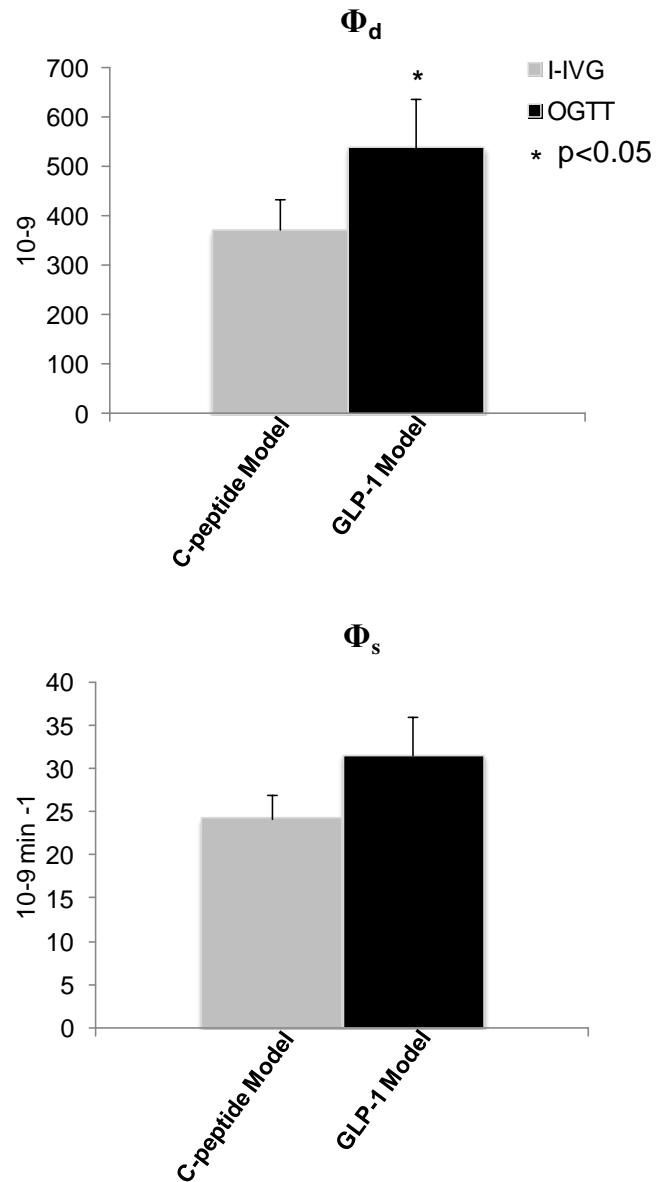 Φd
700
600
500
400
300
200
100
0
10-9
*
I-IVG
OGTT
* p<0.05
C-peptide Model
GLP-1 Model
Φs
40
35
30
25
20
15
10
5
0
10-9 min -1
C-peptide Model
GLP-1 Model